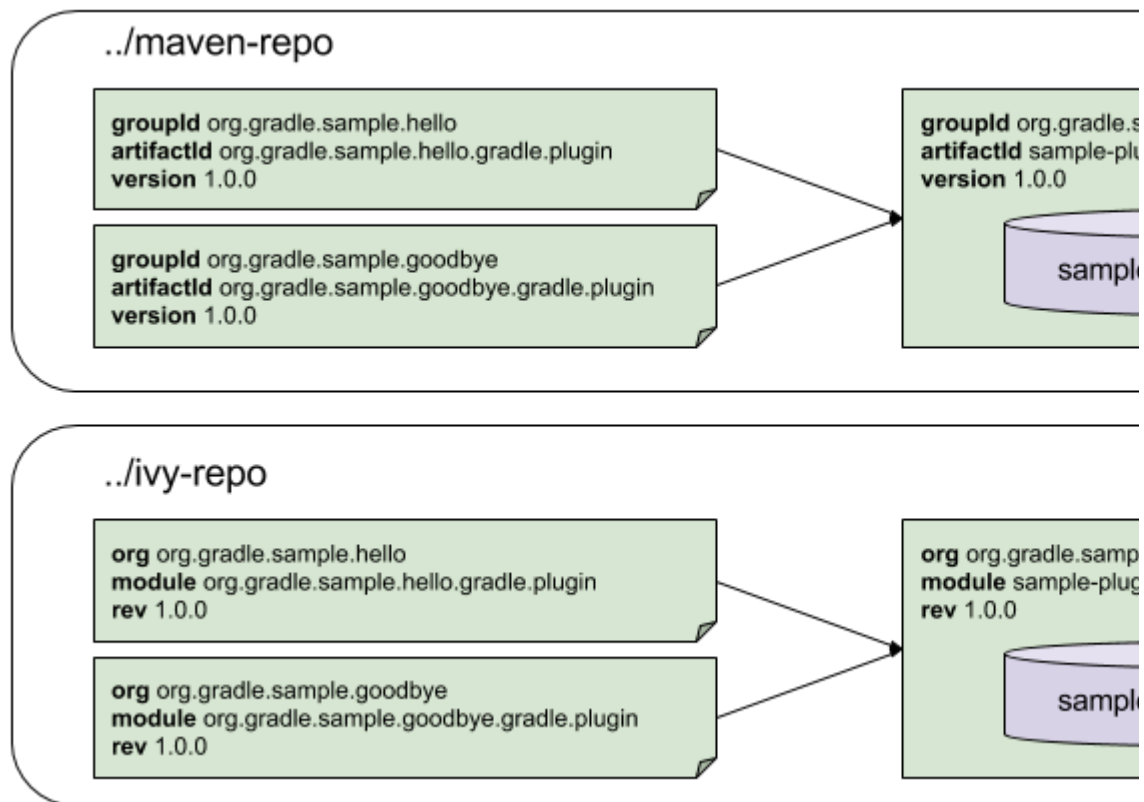 ../maven-repo
groupId org.gradle.sample.hello
artifactId org.gradle.sample.hello.gradle.plugin
version 1.0.0
groupId org.gradle.sample.goodbye
artifactId org.gradle.sample.goodbye.gradle.plugin
version 1.0.0
groupId
artifactId
version 1.0.0
../ivy-repo
org org.gradle.sample.hello
module org.gradle.sample.hello.gradle.plugin
rev 1.0.0
org org.gradle.sample.goodbye
module org.gradle.sample.goodbye.gradle.plugin
rev 1.0.0
org
module
rev 1.0.0